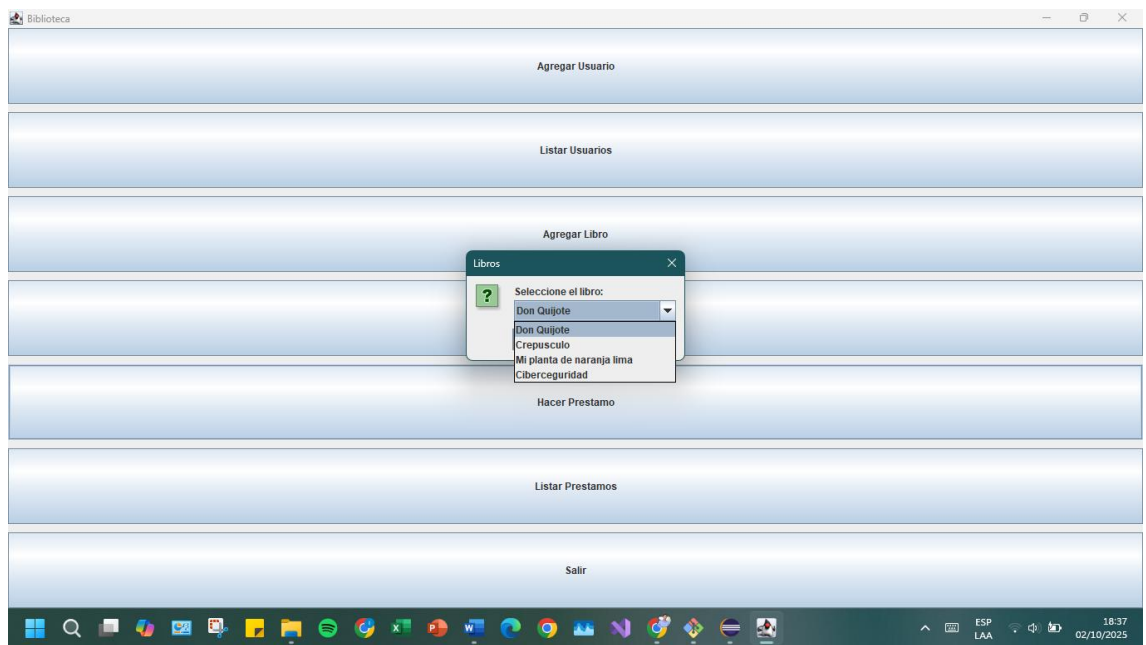 Biblioteca
Agregar Usuario
Listar Usuarios
Agregar Libro
Libros
Seleccione el libro:
Don Quijote
Don Quijote
Crepusculo
Mi planta de naranja lima
Ciberceguridad
Hacer Prestamo
Listar Prestamos
Salir
ESP
LAA
18:37
02/10/2025